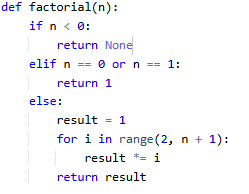 def factorial(n):
    if n < 0:
        return None
    elif n == 0 or n == 1:
        return 1
    else:
        result = 1
        for i in range(2, n + 1):
            result *= i
        return result